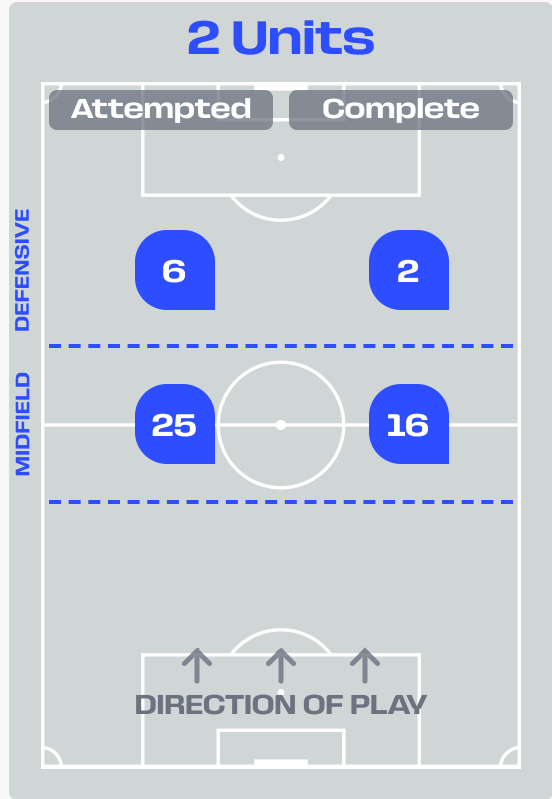 2 Units
Attempted Complete
DEFENSIVE
6 2
MIDFIELD
25 16
DIRECTION OF PLAY